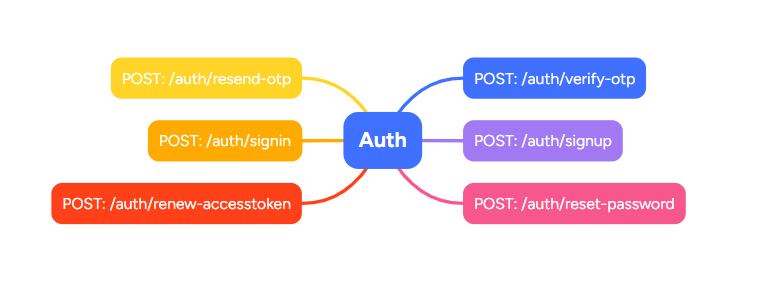 POST: /auth/resend-otp
POST: /auth/verify-otp
POST: /auth/signin
Auth
POST: /auth/signup
POST: /auth/renew-accesstoken
POST: /auth/reset-password